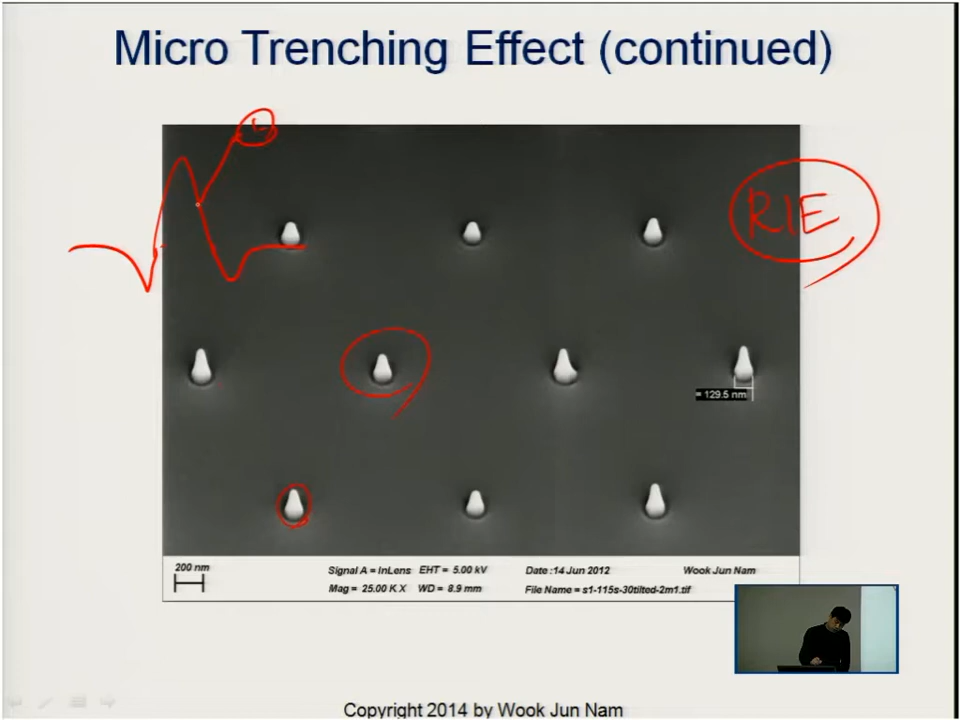 Micro Trenching Effect (continued)
RIE
= 129.5 nm
200 nm
Signal A = InLens EHT = 5.00 kV Date :14 Jun 2012 Wook Jun Nam
Mag = 25.00 K X WD = 8.9 mm File Name = s1-115s-30tilted-2m1.tif
Copyright 2014 by Wook Jun Nam